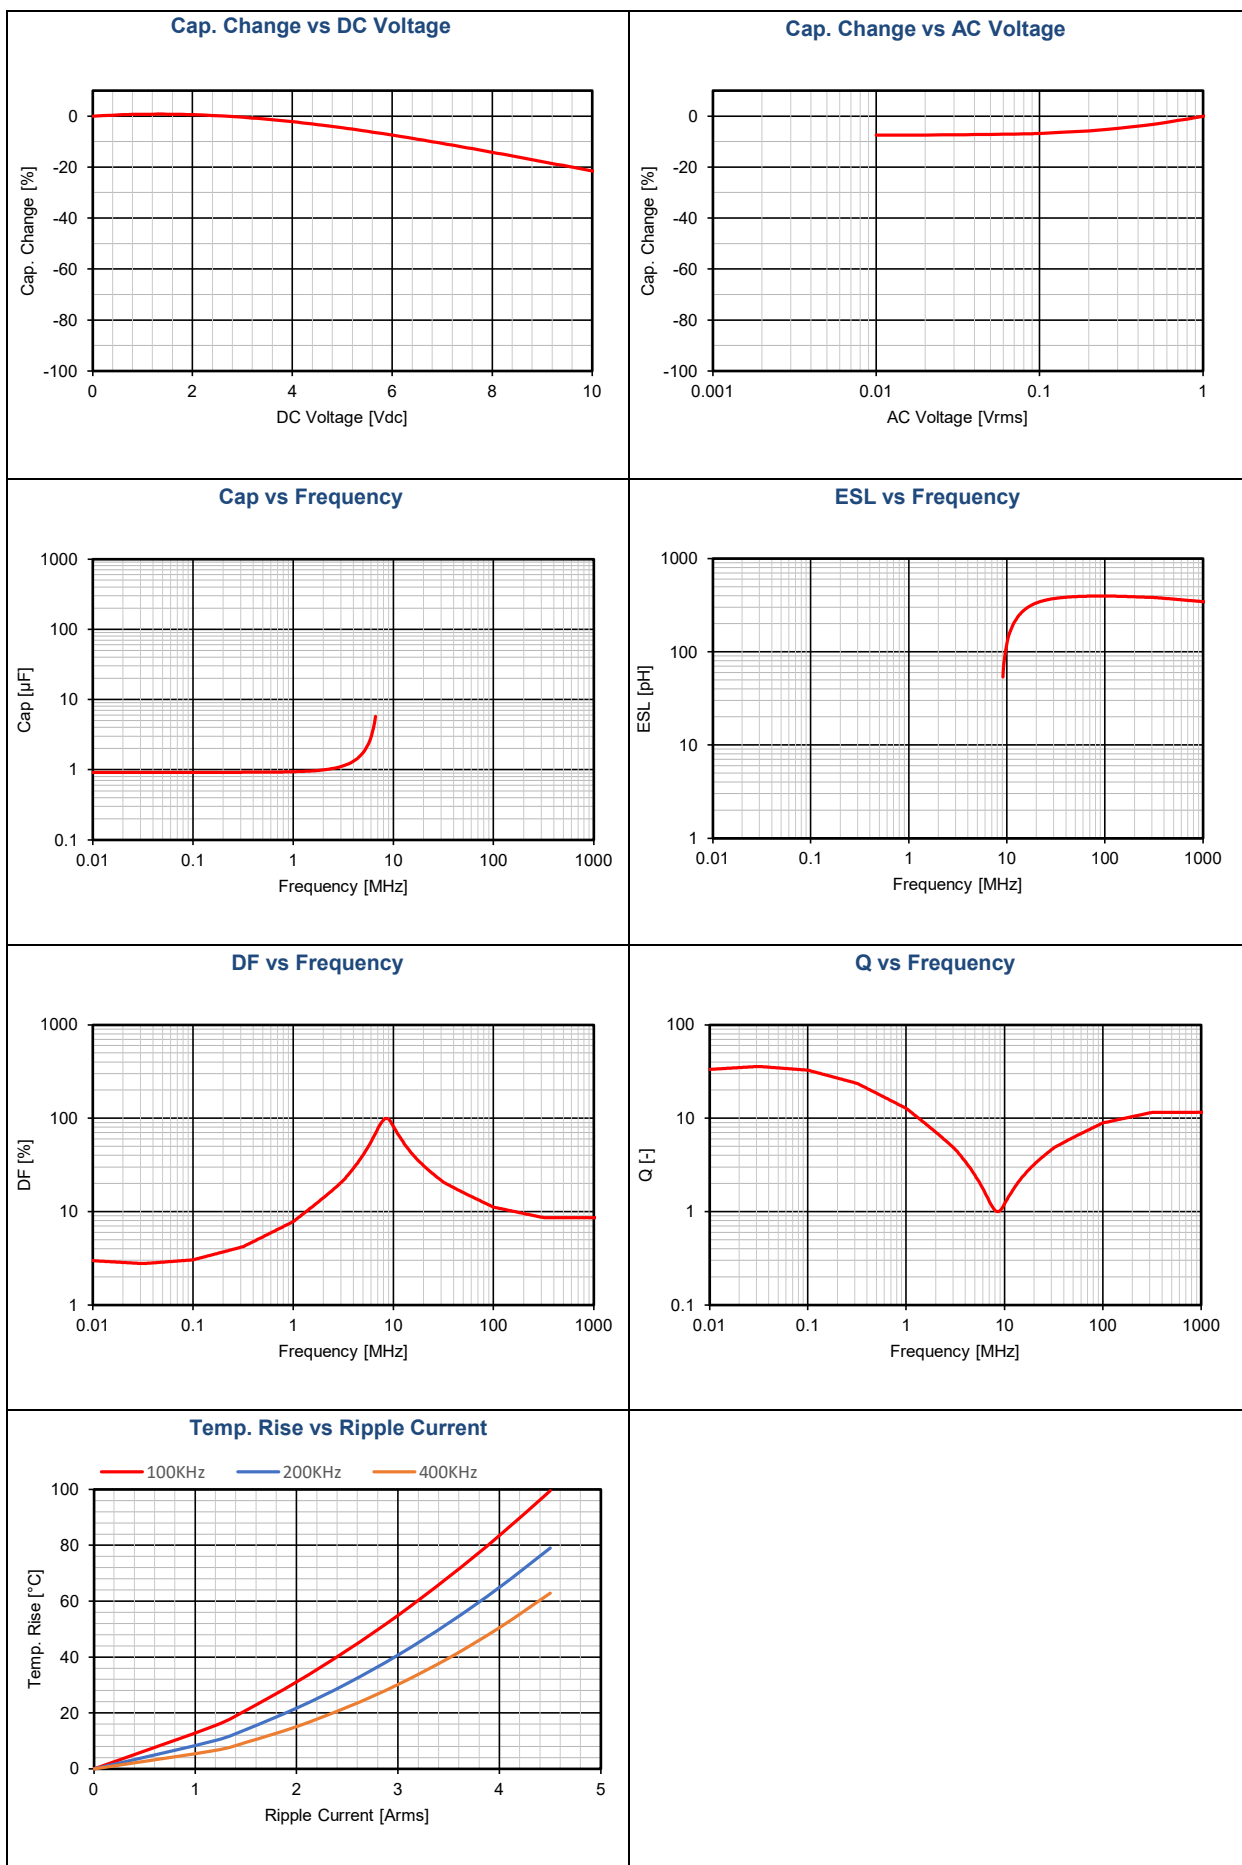 Cap. Change vs DC Voltage
Cap. Change [%]
0
-20
-40
-60
-80
-100
0 2 4 6 8 10
DC Voltage [Vdc]
Cap. Change vs AC Voltage
Cap. Change [%]
0
-20
-40
-60
-80
-100
0.001 0.01 0.1 1
AC Voltage [Vrms]
Cap vs Frequency
Cap [µF]
1000
100
10
1
0.1
0.01 0.1 1 10 100 1000
Frequency [MHz]
ESL vs Frequency
ESL [pH]
1000
100
10
1
0.01 0.1 1 10 100 1000
Frequency [MHz]
DF vs Frequency
DF [%]
1000
100
10
1
0.01 0.1 1 10 100 1000
Frequency [MHz]
Q vs Frequency
Q [-]
100
10
1
0.1
0.01 0.1 1 10 100 1000
Frequency [MHz]
Temp. Rise vs Ripple Current
100KHz 200KHz 400KHz
Temp. Rise [°C]
100
80
60
40
20
0
0 1 2 3 4 5
Ripple Current [Arms]